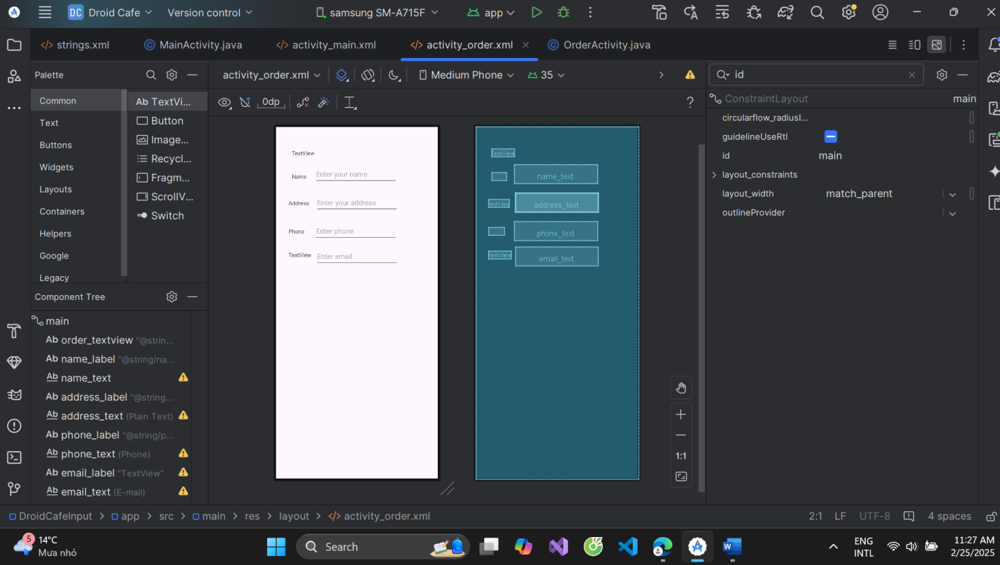 DC Droid Cafe Version control samsung SM-A715F app
strings.xml MainActivity.java activity_main.xml activity_order.xml OrderActivity.java
Palette
Common
Text
Buttons
Widgets
Layouts
Containers
Helpers
Google
Legacy
Ab TextVi...
Button
Image...
Recycl...
Fragm...
ScrollV...
Switch
activity_order.xml Medium Phone 35
0dp ?
TextView
Name Enter your name
Address Enter your address
Phone Enter phone
TextView Enter email
TextView
name_text
TextView address_text
phone_text
TextView email_text
1:1
id
ConstraintLayout main
circularflow_radiusI...
guidelineUseRtl
id main
layout_constraints
layout_width match_parent
outlineProvider
Component Tree
main
Ab order_textview "@strin...
Ab name_label "@string/na...
Ab name_text
Ab address_label "@string...
Ab address_text (Plain Text)
Ab phone_label "@string/p...
Ab phone_text (Phone)
Ab email_label "TextView"
Ab email_text (E-mail)
DroidCafeInput > app > src > main > res > layout > activity_order.xml 2:1 LF UTF-8 4 spaces
5 14°C
Mưa nhỏ
Search
ENG
INTL
11:27 AM
2/25/2025